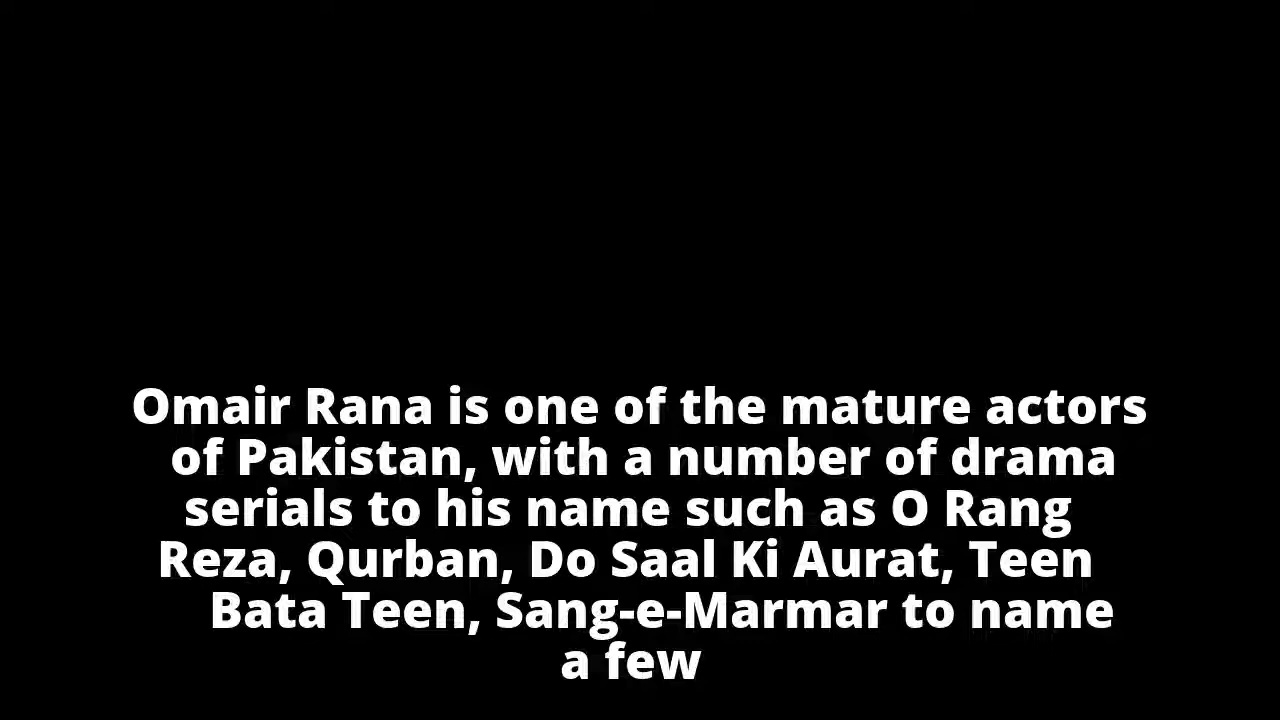 Omair Rana is one of the mature actors
of Pakistan, with a number of drama
serials to his name such as O Rang
Reza, Qurban, Do Saal Ki Aurat, Teen
Bata Teen, Sang-e-Marmar to name
a few